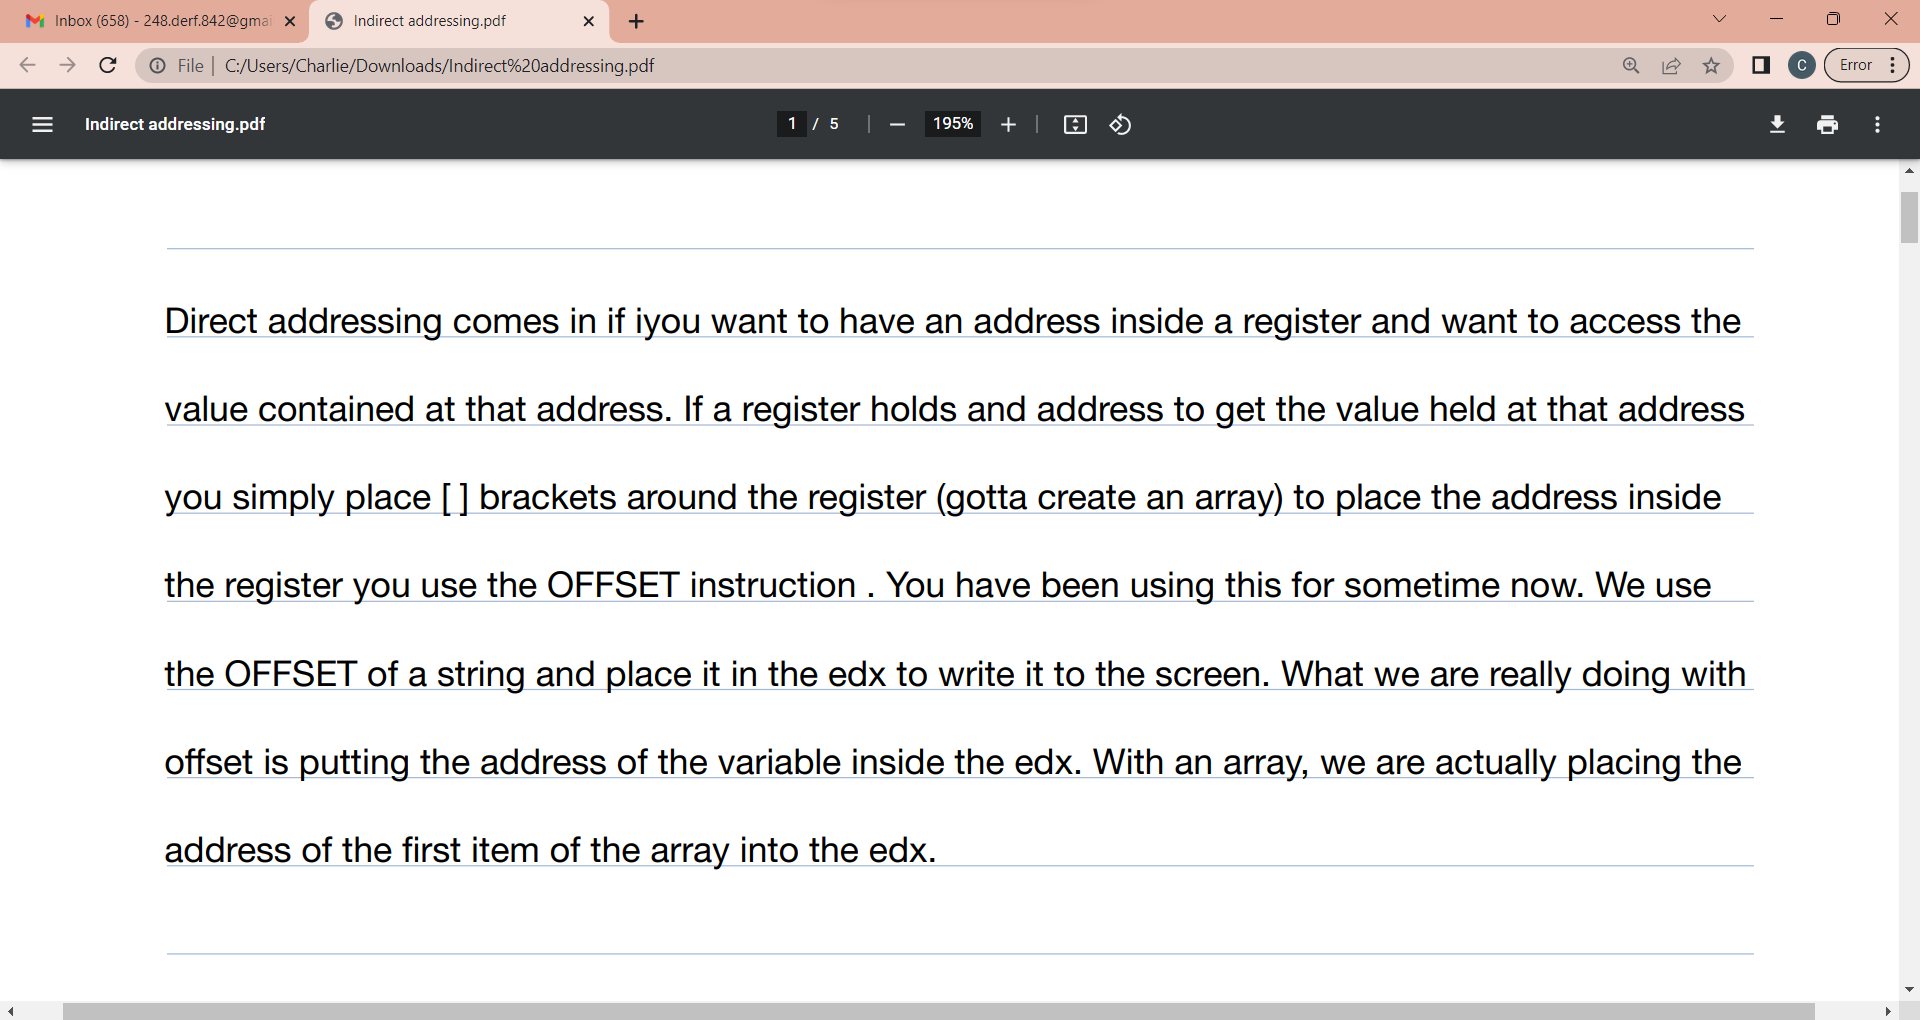 Inbox (658) - 248.derf.842@gmai
Indirect addressing.pdf
File
C:/Users/Charlie/Downloads/Indirect%20addressing.pdf
C
Error
Indirect addressing.pdf
1 / 5
195%
Direct addressing comes in if iyou want to have an address inside a register and want to access the
value contained at that address. If a register holds and address to get the value held at that address
you simply place [ ] brackets around the register (gotta create an array) to place the address inside
the register you use the OFFSET instruction . You have been using this for sometime now. We use
the OFFSET of a string and place it in the edx to write it to the screen. What we are really doing with
offset is putting the address of the variable inside the edx. With an array, we are actually placing the
address of the first item of the array into the edx.